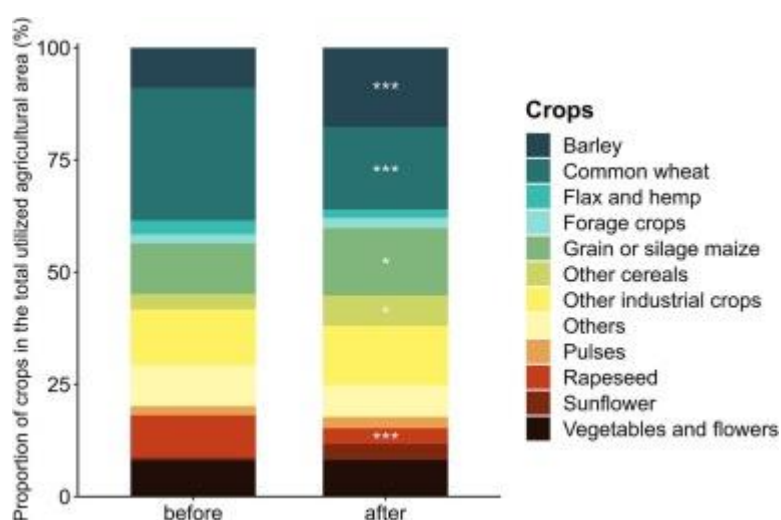 Proportion of crops in the total utilized agricultural area (%)
100
75
50
25
0
***
***
*
*
***
before
after
Crops
Barley
Common wheat
Flax and hemp
Forage crops
Grain or silage maize
Other cereals
Other industrial crops
Others
Pulses
Rapeseed
Sunflower
Vegetables and flowers